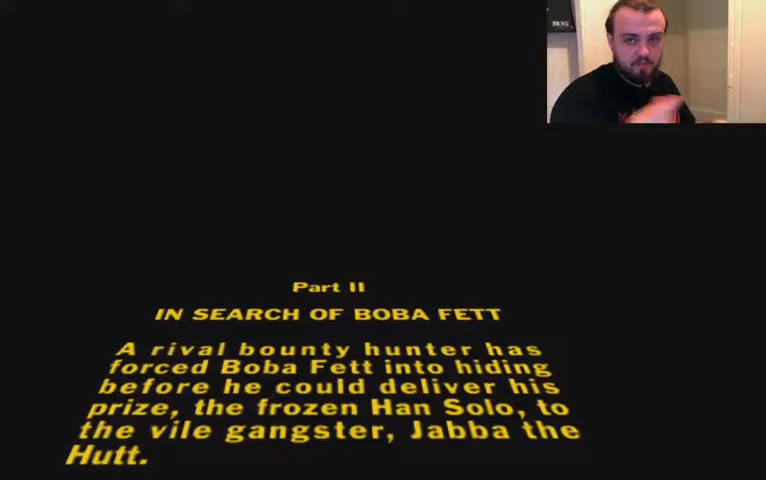 Part II
IN SEARCH OF BOBA FETT
A rival bounty hunter has
forced Boba Fett into hiding
before he could deliver his
prize, the frozen Han Solo, to
the vile gangster, Jabba the
Hutt.